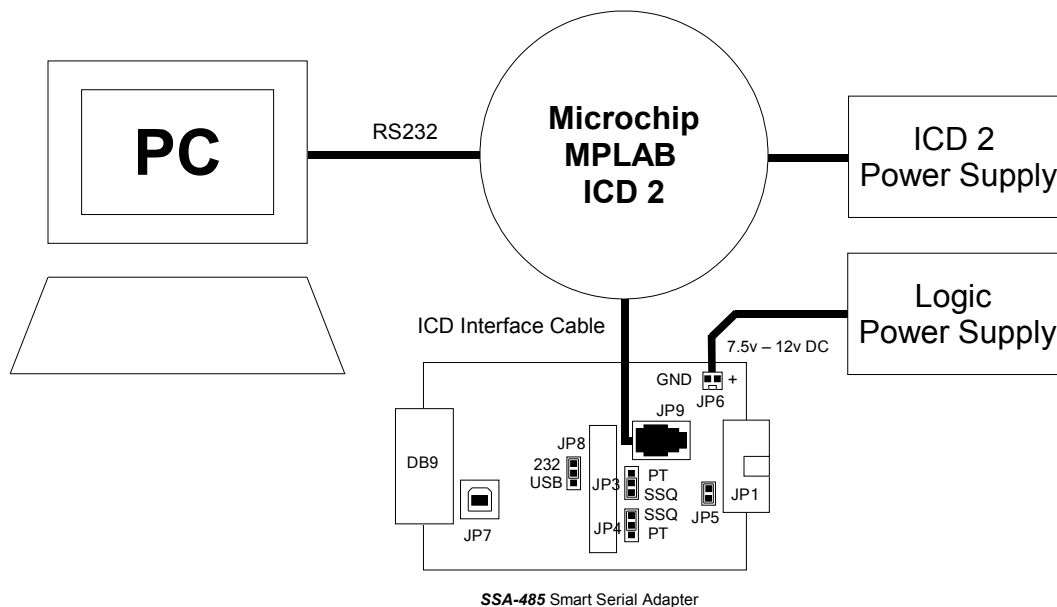 PC
RS232
Microchip
MPLAB
ICD 2
ICD 2
Power Supply
Logic
Power Supply
ICD Interface Cable
7.5v – 12v DC
GND
+
JP6
JP9
JP8
232
USB
DB9
JP7
JP3
PT
SSQ
JP4
SSQ
PT
JP5
JP1
SSA-485 Smart Serial Adapter